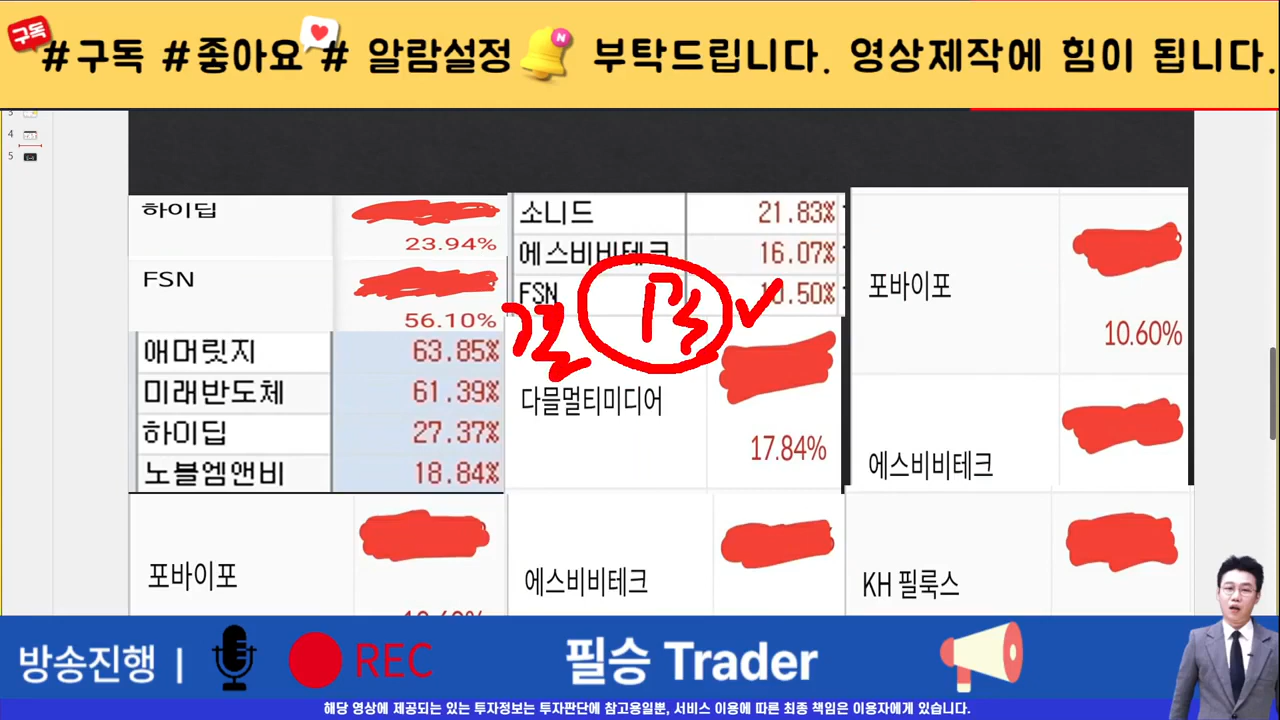 구독
#구독 #좋아요 # 알람설정 N 부탁드립니다. 영상제작에 힘이 됩니다.
3
4
5
하이딥
23.94%
FSN
56.10%
애머릿지 63.85%
미래반도체 61.39%
하이딥 27.37%
노블엠앤비 18.84%
소니드 21.83%
에스비비테크 16.07%
FSN 10.50%
다믈멀티미디어
17.84%
포바이포
10.60%
에스비비테크
포바이포
에스비비테크
KH 필룩스
방송진행 | REC 필승 Trader
해당 영상에 제공되는 있는 투자정보는 투자판단에 참고용일뿐, 서비스 이용에 따른 최종 책임은 이용자에게 있습니다.